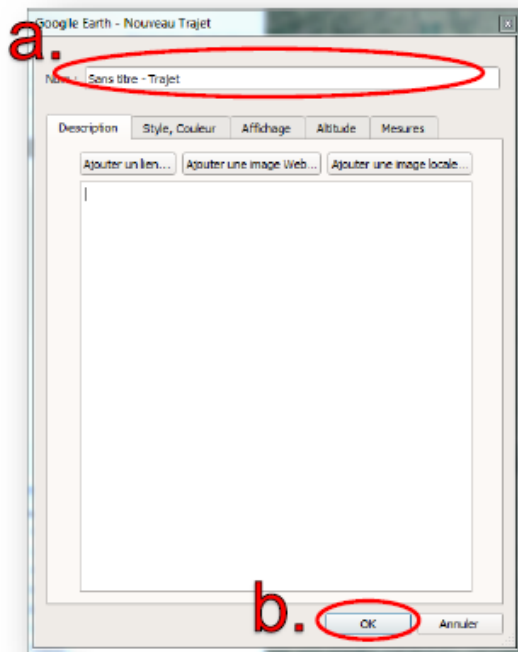 Google Earth - Nouveau Trajet
a.
Nom : Sans titre - Trajet
Description Style, Couleur Affichage Altitude Mesures
Ajouter un lien... Ajouter une image Web... Ajouter une image locale...
b.
OK Annuler